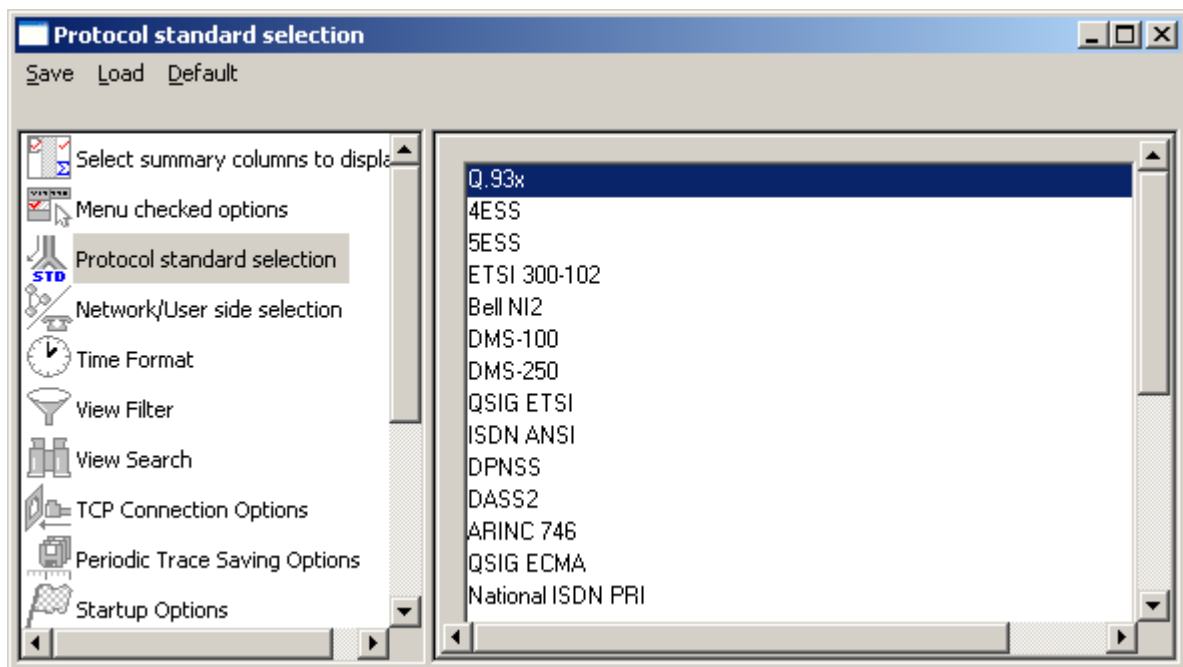 Protocol standard selection
Save Load Default
Select summary columns to displa
Menu checked options
STD
Protocol standard selection
Network/User side selection
Time Format
View Filter
View Search
TCP Connection Options
Periodic Trace Saving Options
Startup Options
Q.93x
4ESS
5ESS
ETSI 300-102
Bell NI2
DMS-100
DMS-250
QSIG ETSI
ISDN ANSI
DPNSS
DASS2
ARINC 746
QSIG ECMA
National ISDN PRI